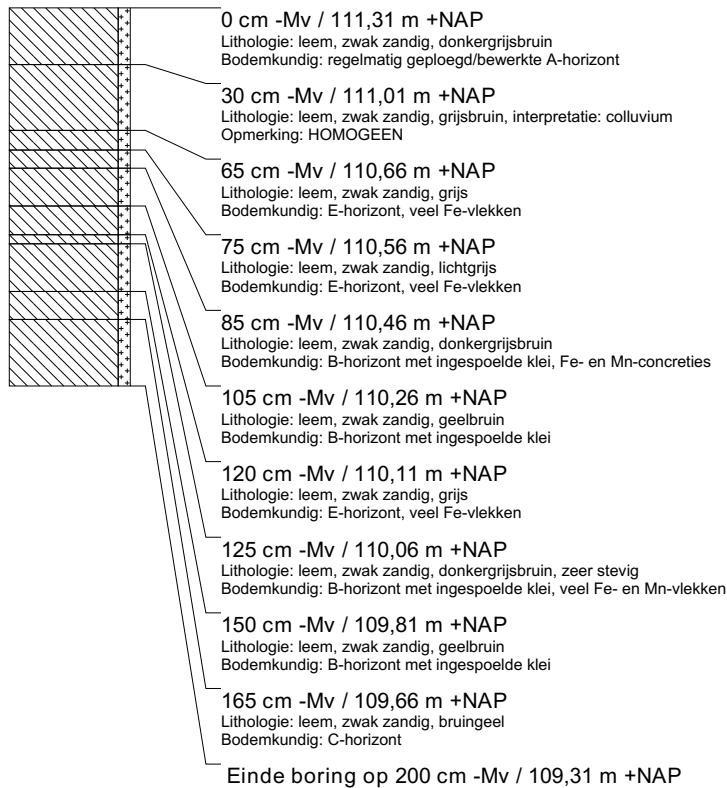 0 cm -Mv / 111,31 m +NAP
Lithologie: leem, zwak zandig, donkergrijsbruin
Bodemkundig: regelmatig geploegd/bewerkte A-horizont
30 cm -Mv / 111,01 m +NAP
Lithologie: leem, zwak zandig, grijsbruin, interpretatie: colluvium
Opmerking: HOMOGEEN
65 cm -Mv / 110,66 m +NAP
Lithologie: leem, zwak zandig, grijs
Bodemkundig: E-horizont, veel Fe-vlekken
75 cm -Mv / 110,56 m +NAP
Lithologie: leem, zwak zandig, lichtgrijs
Bodemkundig: E-horizont, veel Fe-vlekken
85 cm -Mv / 110,46 m +NAP
Lithologie: leem, zwak zandig, donkergrijsbruin
Bodemkundig: B-horizont met ingespoelde klei, Fe- en Mn-concreties
105 cm -Mv / 110,26 m +NAP
Lithologie: leem, zwak zandig, geelbruin
Bodemkundig: B-horizont met ingespoelde klei
120 cm -Mv / 110,11 m +NAP
Lithologie: leem, zwak zandig, grijs
Bodemkundig: E-horizont, veel Fe-vlekken
125 cm -Mv / 110,06 m +NAP
Lithologie: leem, zwak zandig, donkergrijsbruin, zeer stevig
Bodemkundig: B-horizont met ingespoelde klei, veel Fe- en Mn-vlekken
150 cm -Mv / 109,81 m +NAP
Lithologie: leem, zwak zandig, geelbruin
Bodemkundig: B-horizont met ingespoelde klei
165 cm -Mv / 109,66 m +NAP
Lithologie: leem, zwak zandig, bruingeel
Bodemkundig: C-horizont
Einde boring op 200 cm -Mv / 109,31 m +NAP